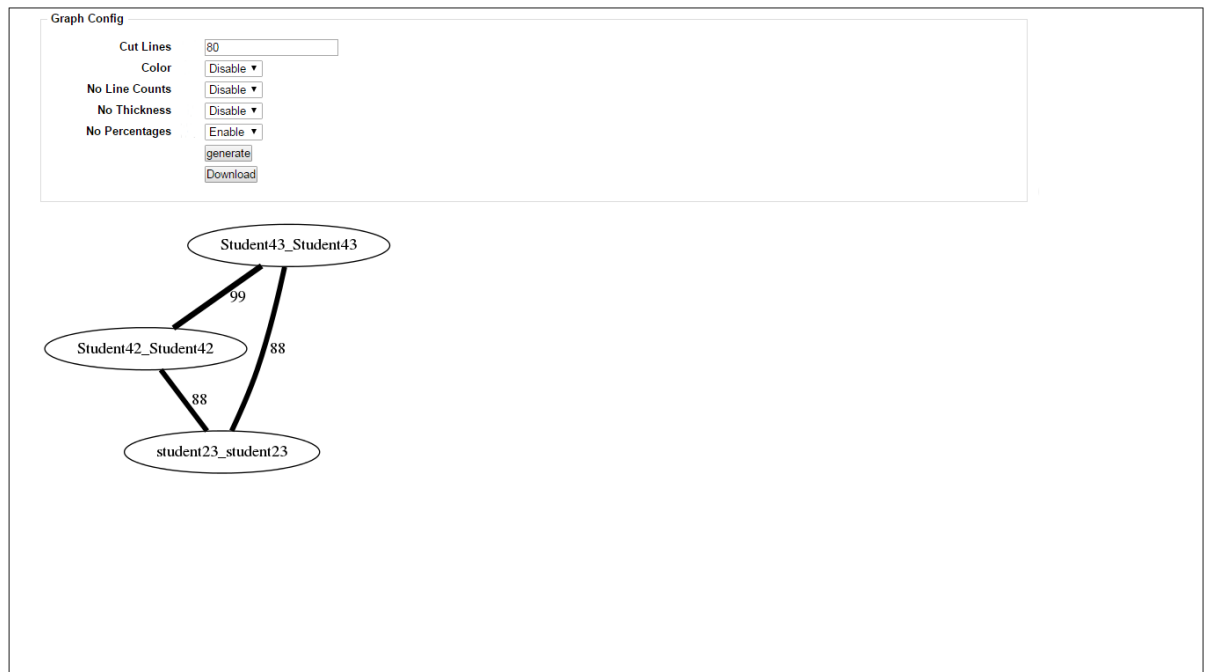 Graph Config
Cut Lines 80
Color Disable
No Line Counts Disable
No Thickness Disable
No Percentages Enable
generate
Download
Student43_Student43
99
Student42_Student42
88
88
student23_student23